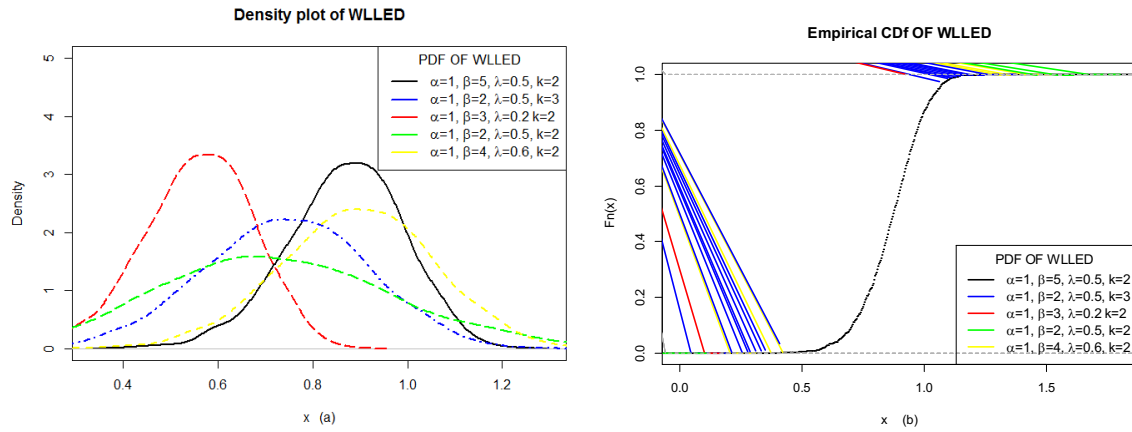 Density plot of WLLED
PDF OF WLLED
α=1, β=5, λ=0.5, k=2
α=1, β=2, λ=0.5, k=3
α=1, β=3, λ=0.2 k=2
α=1, β=2, λ=0.5, k=2
α=1, β=4, λ=0.6, k=2
Density
5
4
3
2
1
0
0.4 0.6 0.8 1.0 1.2
x (a)
Empirical CDf OF WLLED
Fn(x)
1.0
0.8
0.6
0.4
0.2
0.0
PDF OF WLLED
α=1, β=5, λ=0.5, k=2
α=1, β=2, λ=0.5, k=3
α=1, β=3, λ=0.2 k=2
α=1, β=2, λ=0.5, k=2
α=1, β=4, λ=0.6, k=2
0.0 0.5 1.0 1.5
x (b)